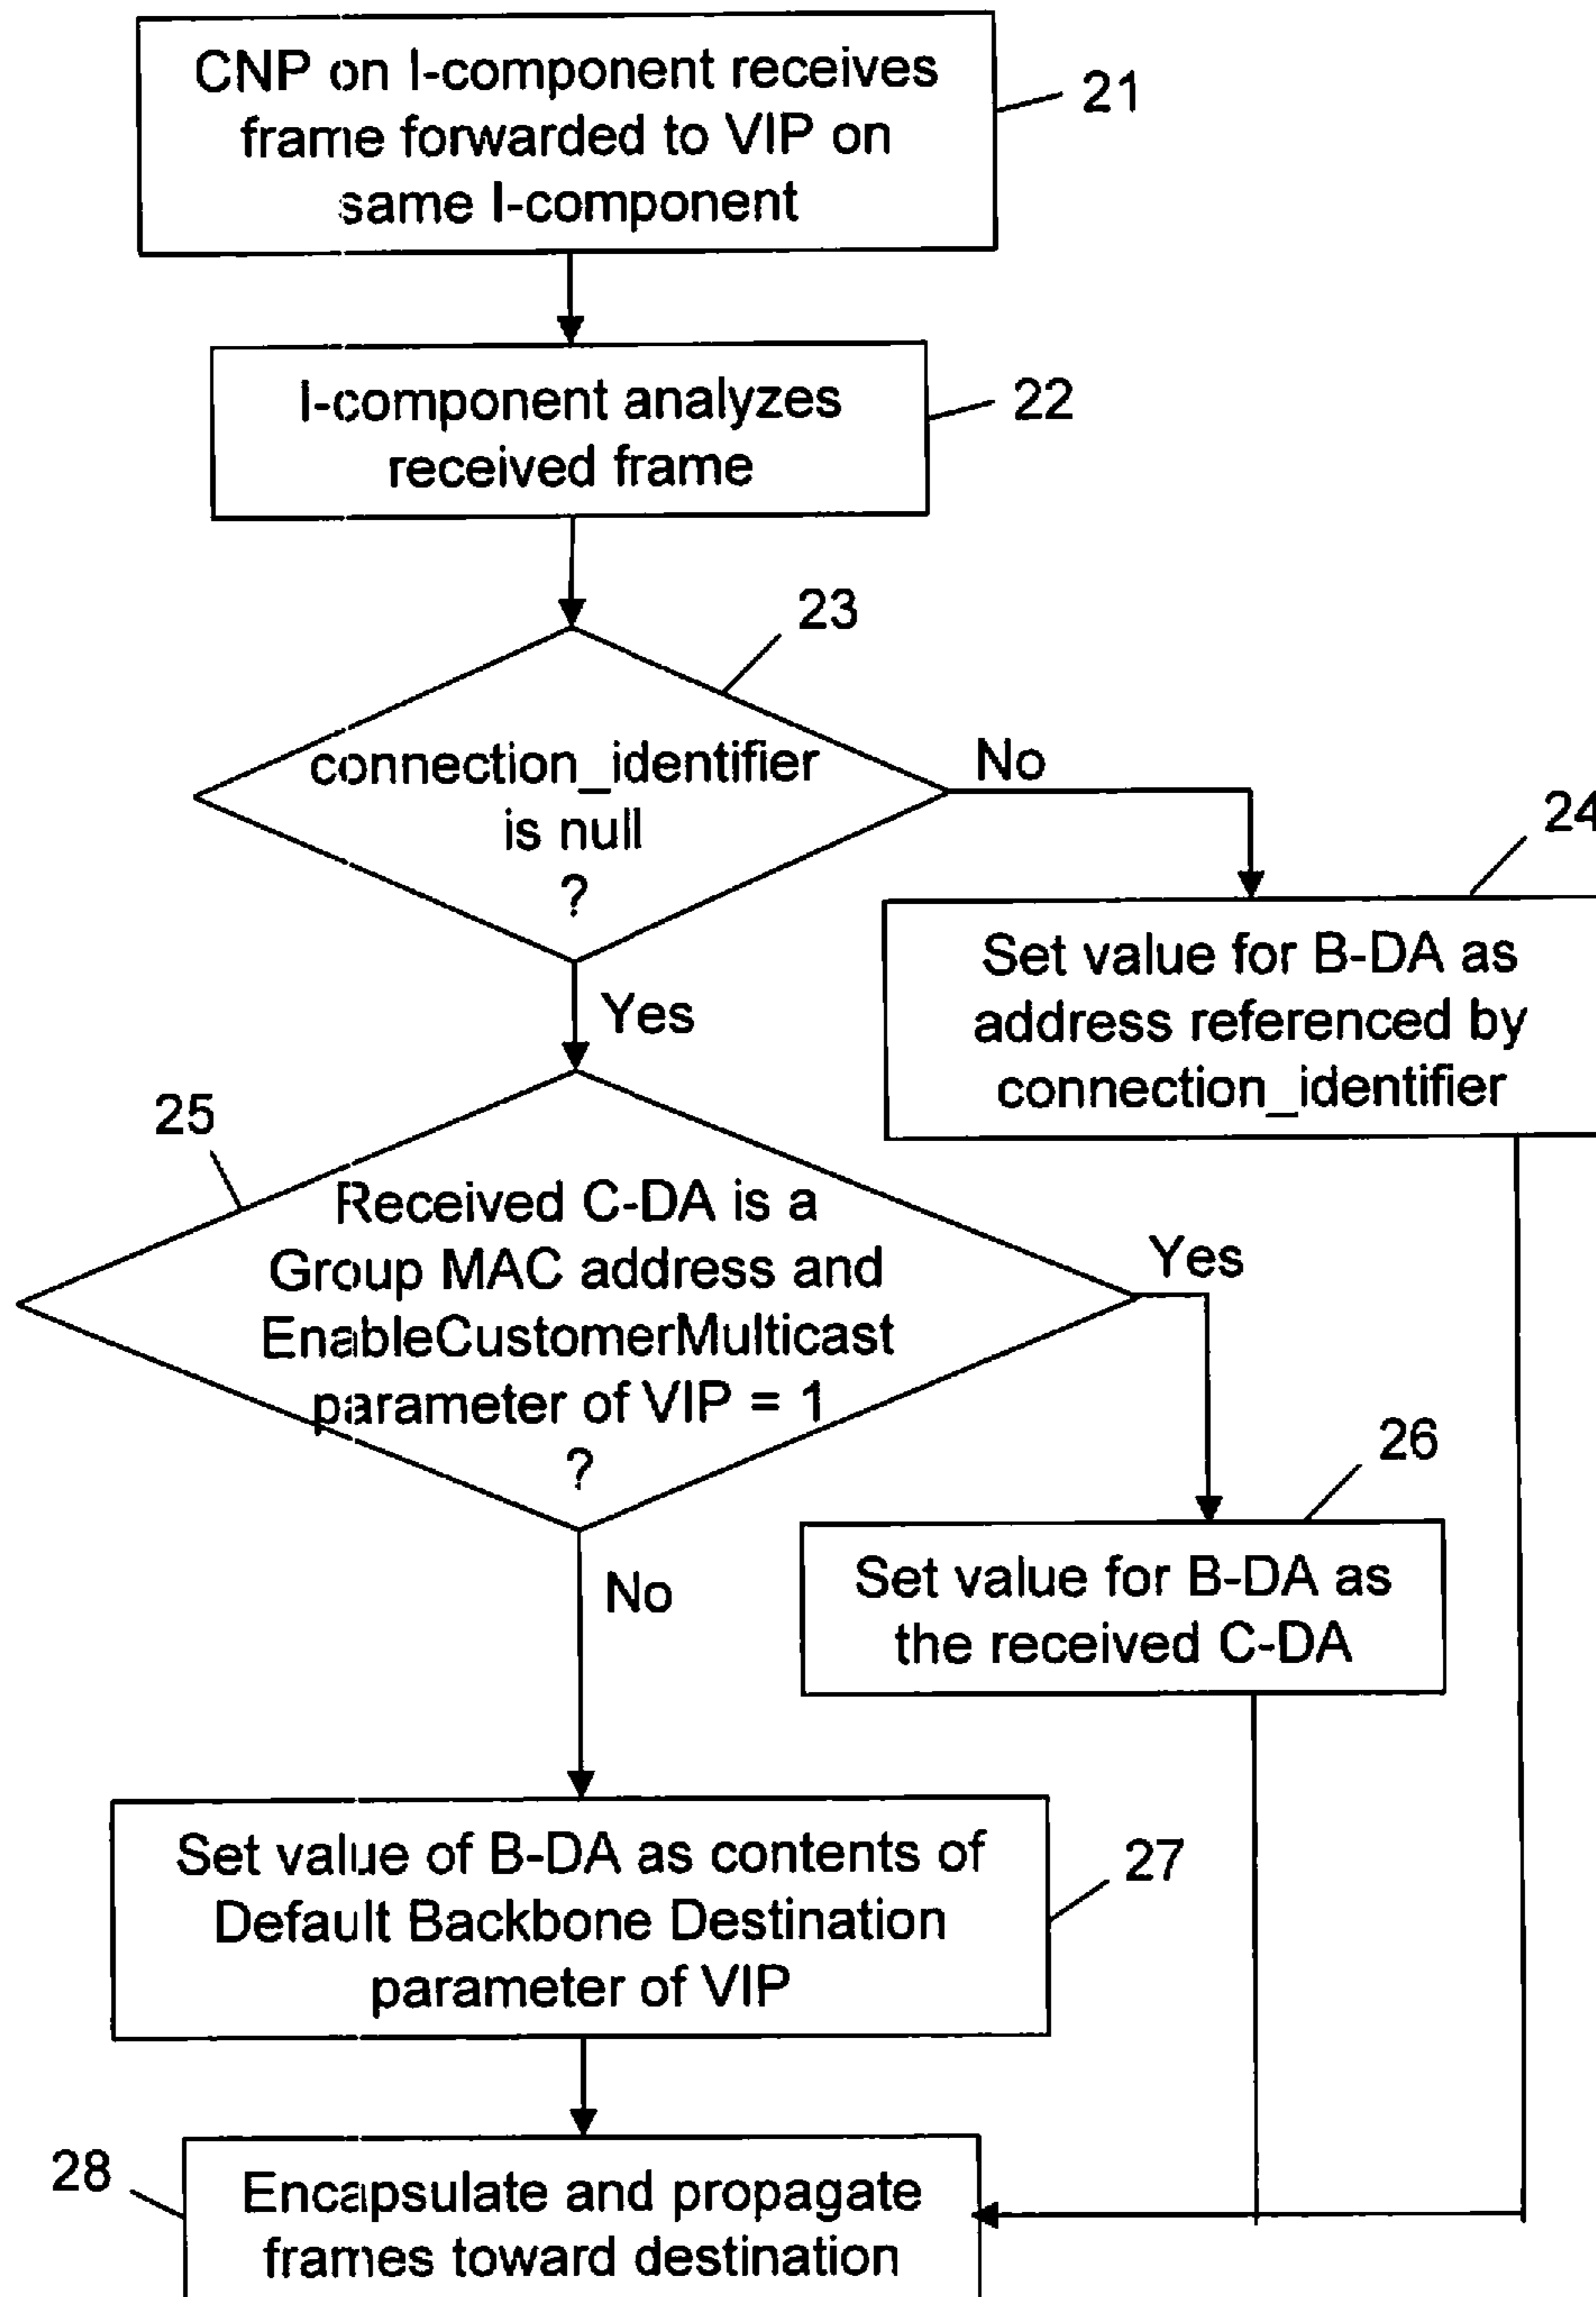 CNP on I-component receives
frame forwarded to VIP on
same I-component
21
I-component analyzes
received frame
22
23
connection_identifier
is null
?
No
24
Set value for B-DA as
address referenced by
connection_identifier
Yes
25
Received C-DA is a
Group MAC address and
EnableCustomerMulticast
parameter of VIP = 1
?
Yes
26
Set value for B-DA as
the received C-DA
No
Set value of B-DA as contents of
Default Backbone Destination
parameter of VIP
27
28
Encapsulate and propagate
frames toward destination